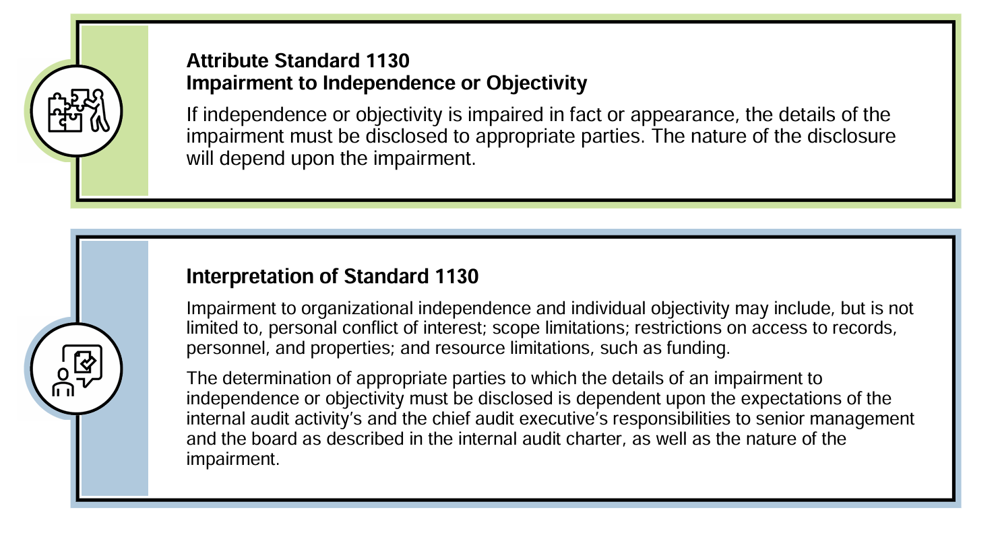 Attribute Standard 1130
Impairment to Independence or Objectivity
If independence or objectivity is impaired in fact or appearance, the details of the
impairment must be disclosed to appropriate parties. The nature of the disclosure
will depend upon the impairment.
Interpretation of Standard 1130
Impairment to organizational independence and individual objectivity may include, but is not
limited to, personal conflict of interest; scope limitations; restrictions on access to records,
personnel, and properties; and resource limitations, such as funding.
The determination of appropriate parties to which the details of an impairment to
independence or objectivity must be disclosed is dependent upon the expectations of the
internal audit activity’s and the chief audit executive’s responsibilities to senior management
and the board as described in the internal audit charter, as well as the nature of the
impairment.